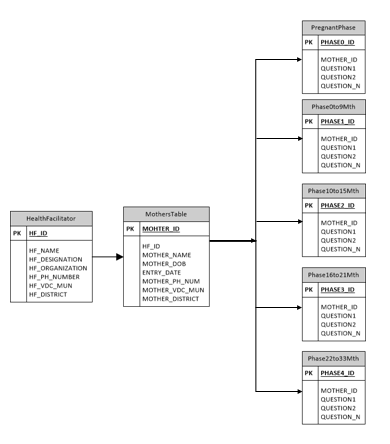 PregnantPhase
PK PHASE0_ID
MOTHER_ID
QUESTION1
QUESTION2
QUESTION_N
Phase0to9Mth
PK PHASE1_ID
MOTHER_ID
QUESTION1
QUESTION2
QUESTION_N
Phase10to15Mth
PK PHASE2_ID
MOTHER_ID
QUESTION1
QUESTION2
QUESTION_N
HealthFacilitator
PK HF_ID
HF_NAME
HF_DESIGNATION
HF_ORGANIZATION
HF_PH_NUMBER
HF_VDC_MUN
HF_DISTRICT
MothersTable
PK MOHTER_ID
HF_ID
MOTHER_NAME
MOTHER_DOB
ENTRY_DATE
MOTHER_PH_NUM
MOTHER_VDC_MUN
MOTHER_DISTRICT
Phase16to21Mth
PK PHASE3_ID
MOTHER_ID
QUESTION1
QUESTION2
QUESTION_N
Phase22to33Mth
PK PHASE4_ID
MOTHER_ID
QUESTION1
QUESTION2
QUESTION_N